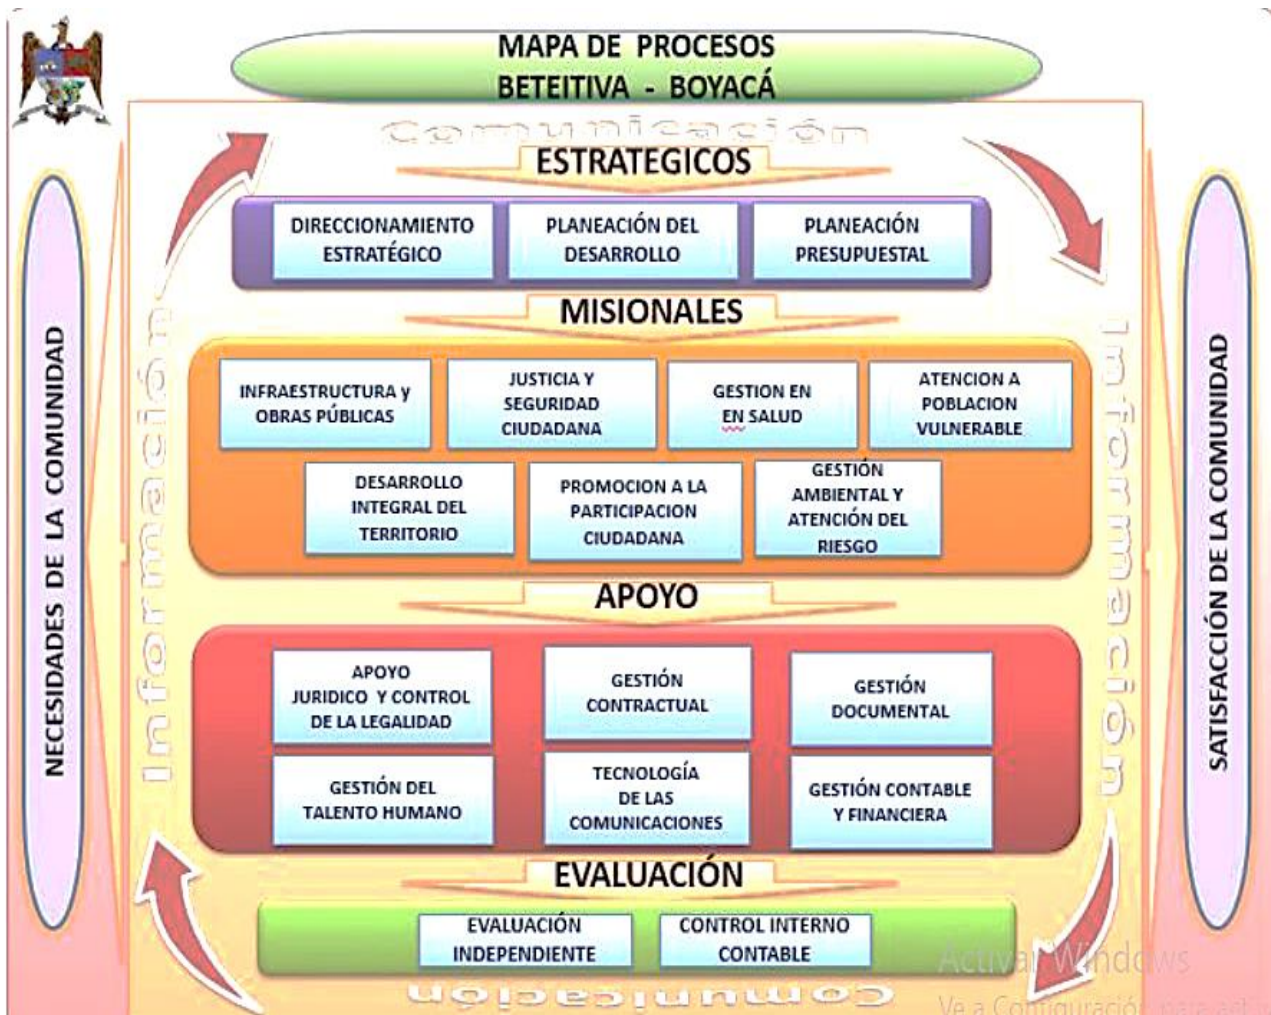 MAPA DE PROCESOS
BETEITIVA - BOYACÁ
Comunicación
ESTRATEGICOS
DIRECCIONAMIENTO
ESTRATÉGICO
PLANEACIÓN DEL
DESARROLLO
PLANEACIÓN
PRESUPUESTAL
MISIONALES
INFRAESTRUCTURA y
OBRAS PÚBLICAS
JUSTICIA Y
SEGURIDAD
CIUDADANA
GESTION EN
EN SALUD
ATENCION A
POBLACION
VULNERABLE
DESARROLLO
INTEGRAL DEL
TERRITORIO
PROMOCION A LA
PARTICIPACION
CIUDADANA
GESTIÓN
AMBIENTAL Y
ATENCIÓN DEL
RIESGO
APOYO
APOYO
JURIDICO Y CONTROL
DE LA LEGALIDAD
GESTIÓN
CONTRACTUAL
GESTIÓN
DOCUMENTAL
GESTIÓN DEL
TALENTO HUMANO
TECNOLOGÍA
DE LAS
COMUNICACIONES
GESTIÓN CONTABLE
Y FINANCIERA
EVALUACIÓN
EVALUACIÓN
INDEPENDIENTE
CONTROL INTERNO
CONTABLE
Comunicación
NECESIDADES DE LA COMUNIDAD
Información
Información
SATISFACCCIÓN DE LA COMUNIDAD
Activar Windows
Ve a Configuración para